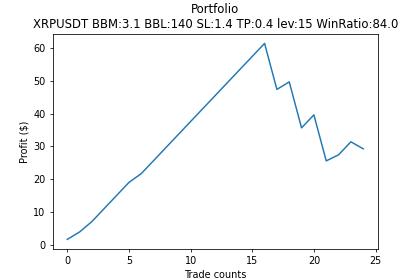 Portfolio
XRPUSDT BBM:3.1 BBL:140 SL:1.4 TP:0.4 lev:15 WinRatio:84.0
60
50
40
30
20
10
0
Profit ($)
0 5 10 15 20 25
Trade counts